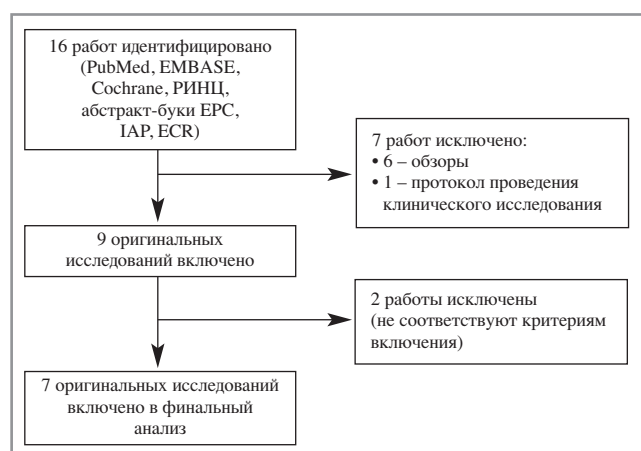 16 работ идентифицировано
(PubMed, EMBASE,
Cochrane, РИНЦ,
абстракт-буки EPC,
IAP, ECR)
7 работ исключено:
• 6 – обзоры
• 1 – протокол проведения
клинического исследования
9 оригинальных
исследований включено
2 работы исключены
(не соответствуют критериям
включения)
7 оригинальных исследований
включено в финальный
анализ